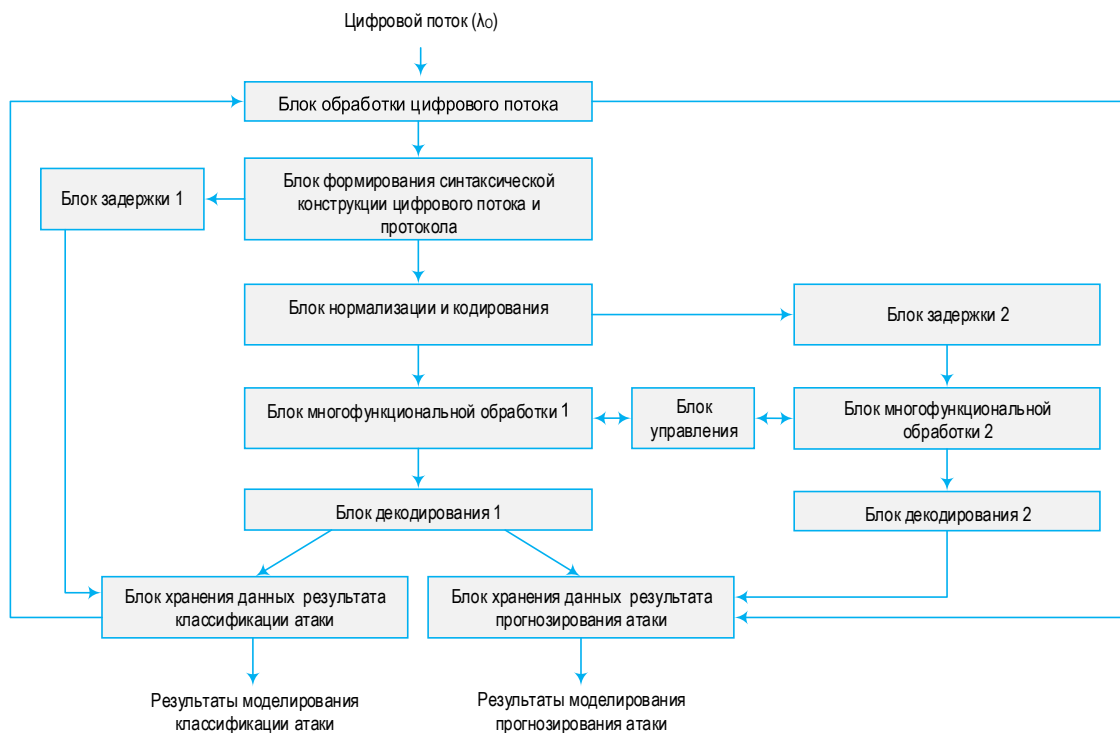 Цифровой поток (λO)
Блок обработки цифрового потока
Блок формирования синтаксической
конструкции цифрового потока и
протокола
Блок задержки 1
Блок нормализации и кодирования
Блок задержки 2
Блок многофункциональной обработки 1
Блок
управления
Блок многофункциональной
обработки 2
Блок декодирования 1
Блок декодирования 2
Блок хранения данных результата
классификации атаки
Блок хранения данных результата
прогнозирования атаки
Результаты моделирования
классификации атаки
Результаты моделирования
прогнозирования атаки